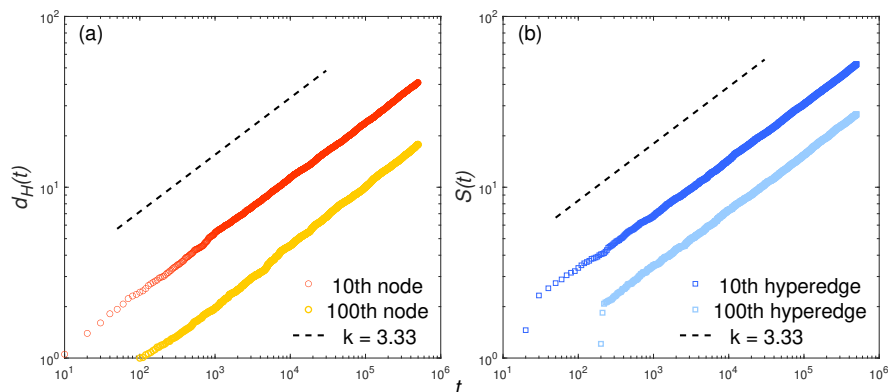 (a)
10²
10¹
10⁰
d_H(t)
10th node
100th node
k = 3.33
10¹ 10² 10³ 10⁴ 10⁵ 10⁶
(b)
10²
10¹
10⁰
S(t)
10th hyperedge
100th hyperedge
k = 3.33
10¹ 10² 10³ 10⁴ 10⁵ 10⁶
t